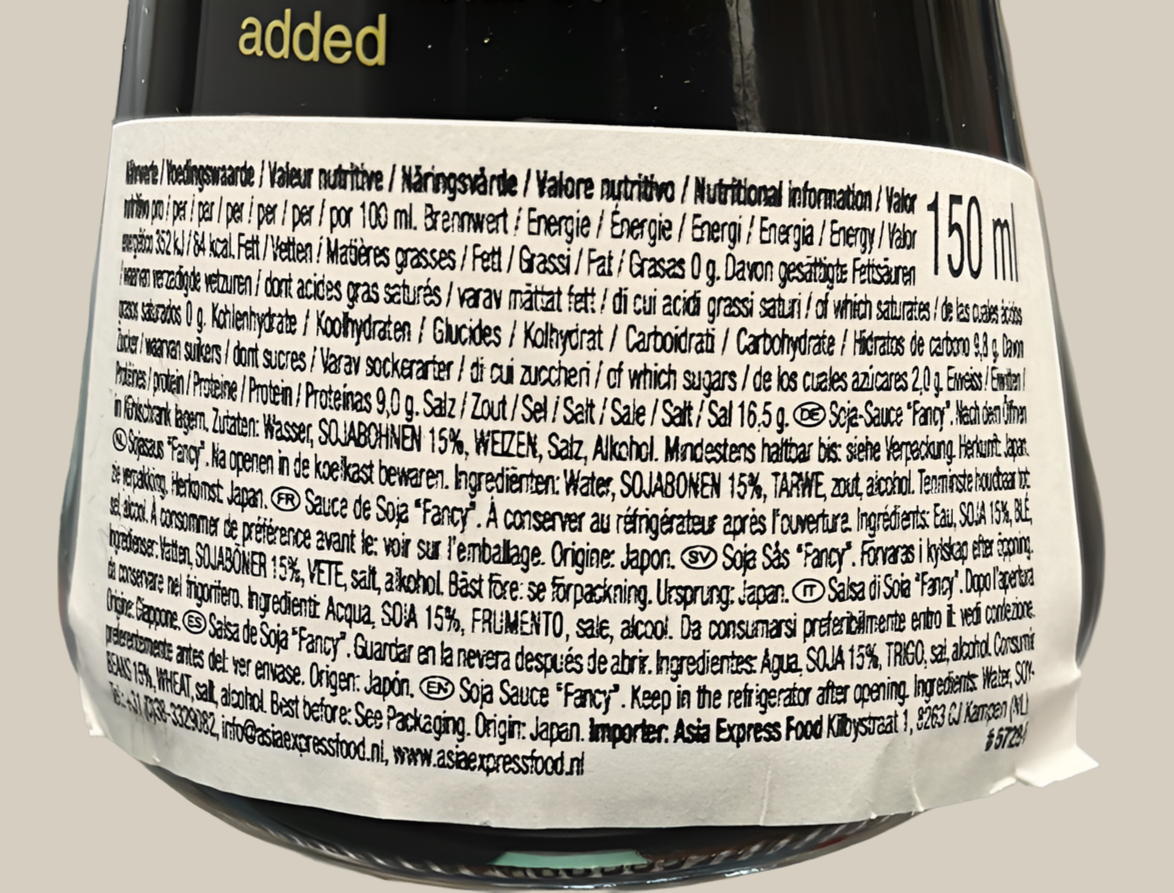 added
150 ml
Nährwerte / Voedingswaarde / Valeur nutritive / Näringsvärde / Valore nutritivo / Nutritional information / Valor
nutritivo pro / per / par / per / per / per / por 100 ml. Brennwert / Energie / Énergie / Energi / Energia / Energy / Valor
energético 352 kJ / 84 kcal. Fett / Vetten / Matières grasses / Fett / Grassi / Fat / Grasas 0 g. Davon gesättigte Fettsäuren
/ waarvan verzadigde vetzuren / dont acides gras saturés / varav mättat fett / di cui acidi grassi saturi / of which saturates / de las cuales ácidos
grasos saturados 0 g. Kohlenhydrate / Koolhydraten / Glucides / Kolhydrat / Carboidrati / Carbohydrate / Hidratos de carbono 9,8 g. Davon
Zucker / waarvan suikers / dont sucres / Varav sockerarter / di cui zuccheri / of which sugars / de los cuales azúcares 2,0 g. Eiweiss / Eiwitten /
Protéines / protein / Proteine / Protein / Proteínas 9,0 g. Salz / Zout / Sel / Salt / Sale / Salt / Sal 16,5 g. DE Soja-Sauce "Fancy". Nach dem Öffnen
in Kühlschrank lagern. Zutaten: Wasser, SOJABOHNEN 15%, WEIZEN, Salz, Alkohol. Mindestens haltbar bis: siehe Verpackung. Herkunft: Japan.
NL Sojasaus "Fancy". Na openen in de koelkast bewaren. Ingrediënten: Water, SOJABONEN 15%, TARWE, zout, alcohol. Tenminste houdbaar tot:
zie verpakking. Herkomst: Japan. FR Sauce de Soja "Fancy". À conserver au réfrigérateur après l'ouverture. Ingrédients: Eau, SOJA 15%, BLÉ,
sel, alcool. À consommer de préférence avant le: voir sur l'emballage. Origine: Japon. SV Soja Sås "Fancy". Förvaras i kylskåp efter öppning.
Ingredienser: Vatten, SOJABÖNER 15%, VETE, salt, alkohol. Bäst före: se förpackning. Ursprung: Japan. IT Salsa di Soia "Fancy". Dopo l'apertura
da conservare nel frigorifero. Ingredienti: Acqua, SOIA 15%, FRUMENTO, sale, alcool. Da consumarsi preferibilmente entro il: vedi confezione.
Origine: Giappone. ES Salsa de Soja "Fancy". Guardar en la nevera después de abrir. Ingredientes: Agua, SOJA 15%, TRIGO, sal, alcohol. Consumir
preferentemente antes del: ver envase. Origen: Japón. EN Soja Sauce "Fancy". Keep in the refrigerator after opening. Ingredients: Water, SOY-
BEANS 15%, WHEAT, salt, alcohol. Best before: See Packaging. Origin: Japan. Importer: Asia Express Food Kilbystraat 1, 8263 CJ Kampen (NL)
Tel.: +31 (0)38-3329082, info@asiaexpressfood.nl, www.asiaexpressfood.nl